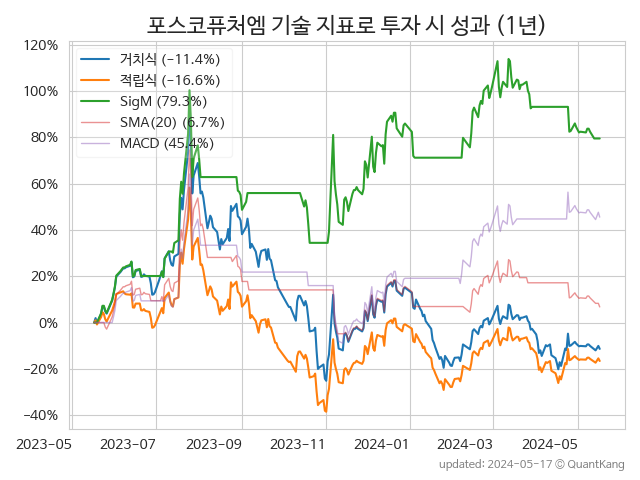 포스코퓨처엠 기술 지표로 투자 시 성과 (1년)
120%
100%
80%
60%
40%
20%
0%
−20%
−40%
거치식 (−11.4%)
적립식 (−16.6%)
SigM (79.3%)
SMA(20) (6.7%)
MACD (45.4%)
2023−05
2023−07
2023−09
2023−11
2024−01
2024−03
2024−05
updated: 2024−05−17 © QuantKang